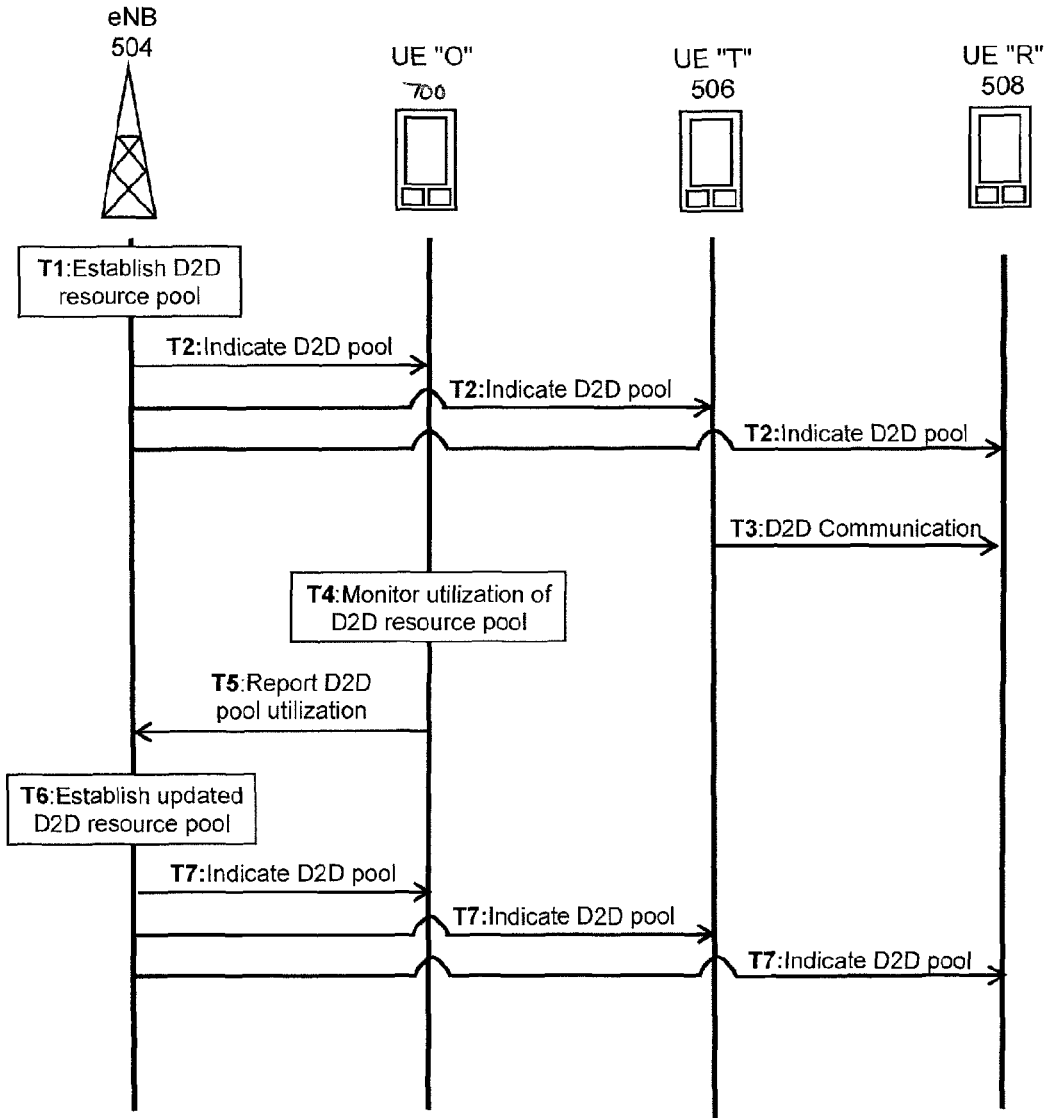 eNB
504
UE "O"
700
UE "T"
506
UE "R"
508
T1:Establish D2D
resource pool
T2:Indicate D2D pool
T2:Indicate D2D pool
T2:Indicate D2D pool
T3:D2D Communication
T4:Monitor utilization of
D2D resource pool
T5:Report D2D
pool utilization
T6:Establish updated
D2D resource pool
T7:Indicate D2D pool
T7:Indicate D2D pool
T7:Indicate D2D pool